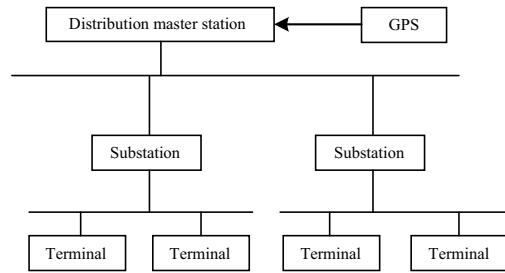 Distribution master station
GPS
Substation
Substation
Terminal
Terminal
Terminal
Terminal